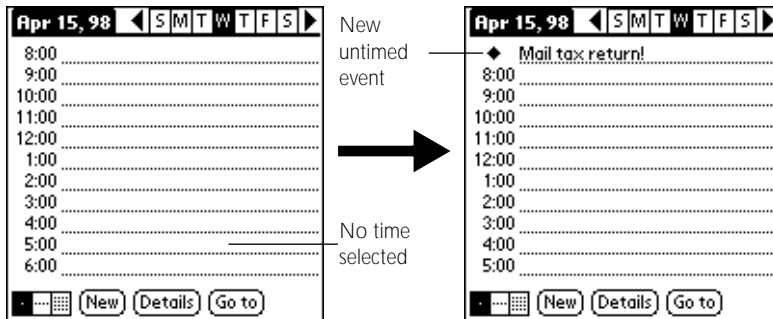 Apr 15, 98 S M T W T F S
8:00
9:00
10:00
11:00
12:00
1:00
2:00
3:00
4:00
5:00
6:00
New Details Go to
New
untimed
event
No time
selected
Apr 15, 98 S M T W T F S
Mail tax return!
8:00
9:00
10:00
11:00
12:00
1:00
2:00
3:00
4:00
5:00
New Details Go to